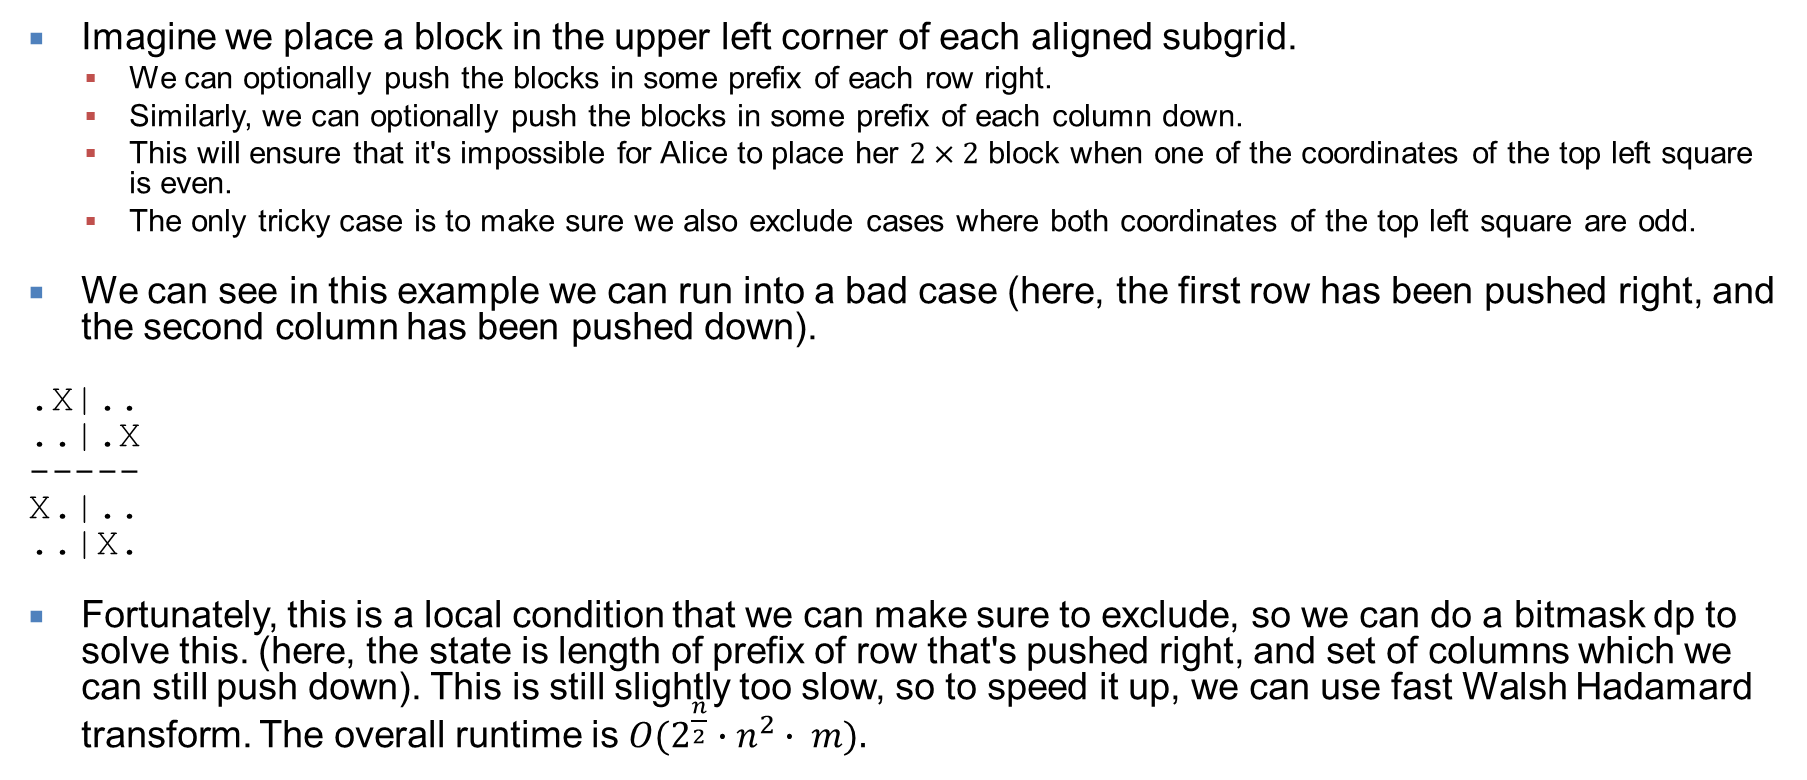 Imagine we place a block in the upper left corner of each aligned subgrid.
We can optionally push the blocks in some prefix of each row right.
Similarly, we can optionally push the blocks in some prefix of each column down.
This will ensure that it's impossible for Alice to place her 2 × 2 block when one of the coordinates of the top left square
is even.
The only tricky case is to make sure we also exclude cases where both coordinates of the top left square are odd.
We can see in this example we can run into a bad case (here, the first row has been pushed right, and
the second column has been pushed down).
.X|..
..|.X
-----
X.|..
..|X.
Fortunately, this is a local condition that we can make sure to exclude, so we can do a bitmask dp to
solve this. (here, the state is length of prefix of row that's pushed right, and set of columns which we
can still push down). This is still slightly too slow, so to speed it up, we can use fast Walsh Hadamard
transform. The overall runtime is O(2^{n/2} · n² · m).